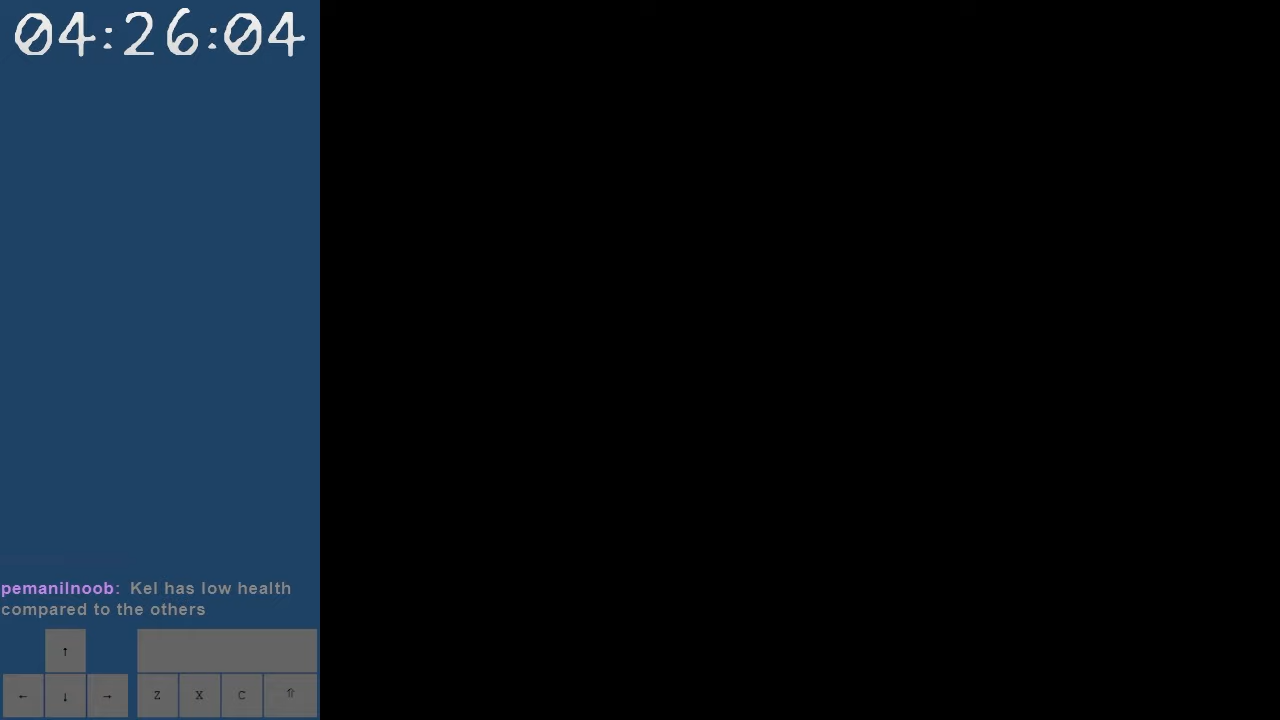 04:26:04
pemanilnoob: Kel has low health
compared to the others
↑
← ↓ → Z X C ⇧